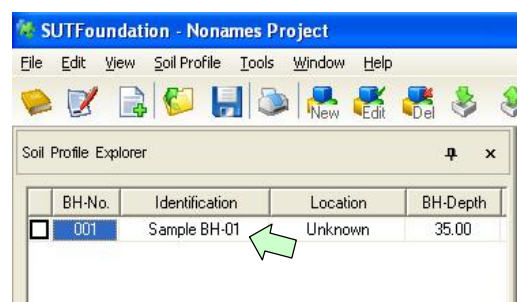 SUTFoundation - Nonames Project
File Edit View Soil Profile Tools Window Help
New Edit Del
Soil Profile Explorer
BH-No. Identification Location BH-Depth
001 Sample BH-01 Unknown 35.00